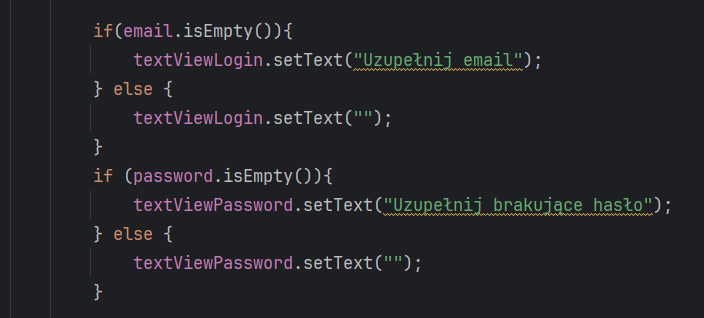 if(email.isEmpty()){
textViewLogin.setText("Uzupełnij email");
} else {
textViewLogin.setText("");
}
if (password.isEmpty()){
textViewPassword.setText("Uzupełnij brakujące hasło");
} else {
textViewPassword.setText("");
}